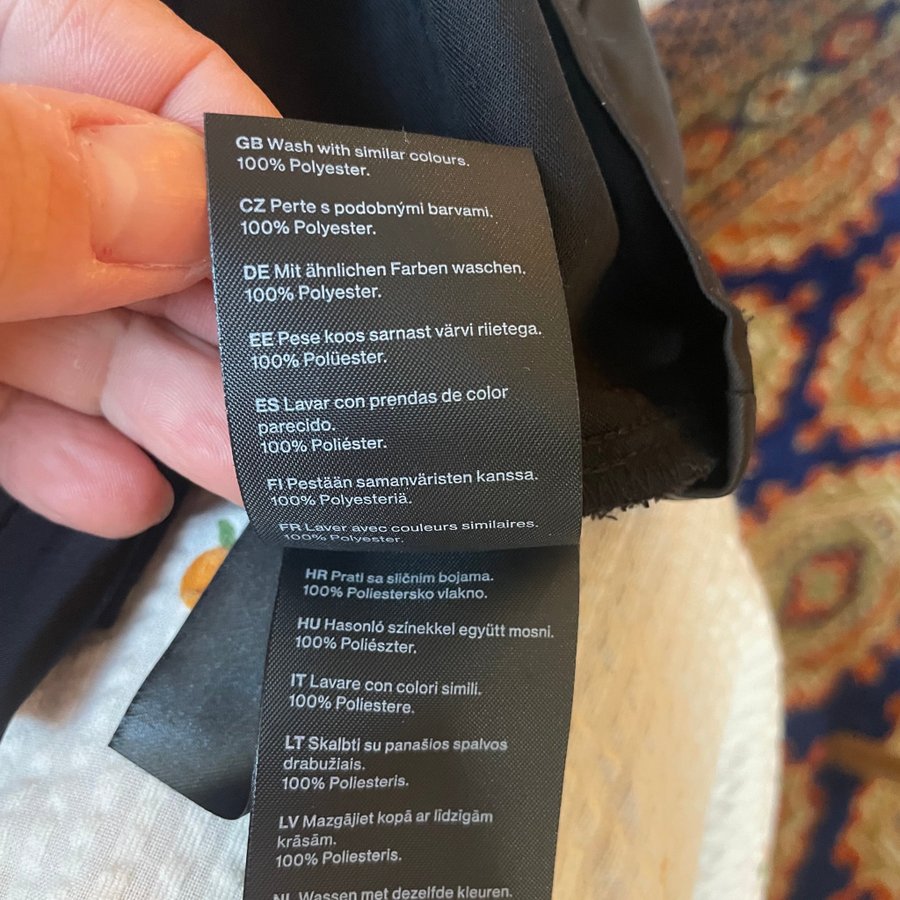 GB Wash with similar colours.
100% Polyester.
CZ Perte s podobnými barvami.
100% Polyester.
DE Mit ähnlichen Farben waschen.
100% Polyester.
EE Pese koos sarnast värvi riietega.
100% Polüester.
ES Lavar con prendas de color
parecido.
100% Poliéster.
FI Pestään samanväristen kanssa.
100% Polyesteriä.
FR Laver avec couleurs similaires.
100% Polyester.
HR Prati sa sličnim bojama.
100% Poliestersko vlakno.
HU Hasonló színekkel együtt mosni.
100% Poliészter.
IT Lavare con colori simili.
100% Poliestere.
LT Skalbti su panašios spalvos
drabužiais.
100% Poliesteris.
LV Mazgājiet kopā ar līdzīgām
krāsām.
100% Poliesteris.
NL Wassen met dezelfde kleuren.